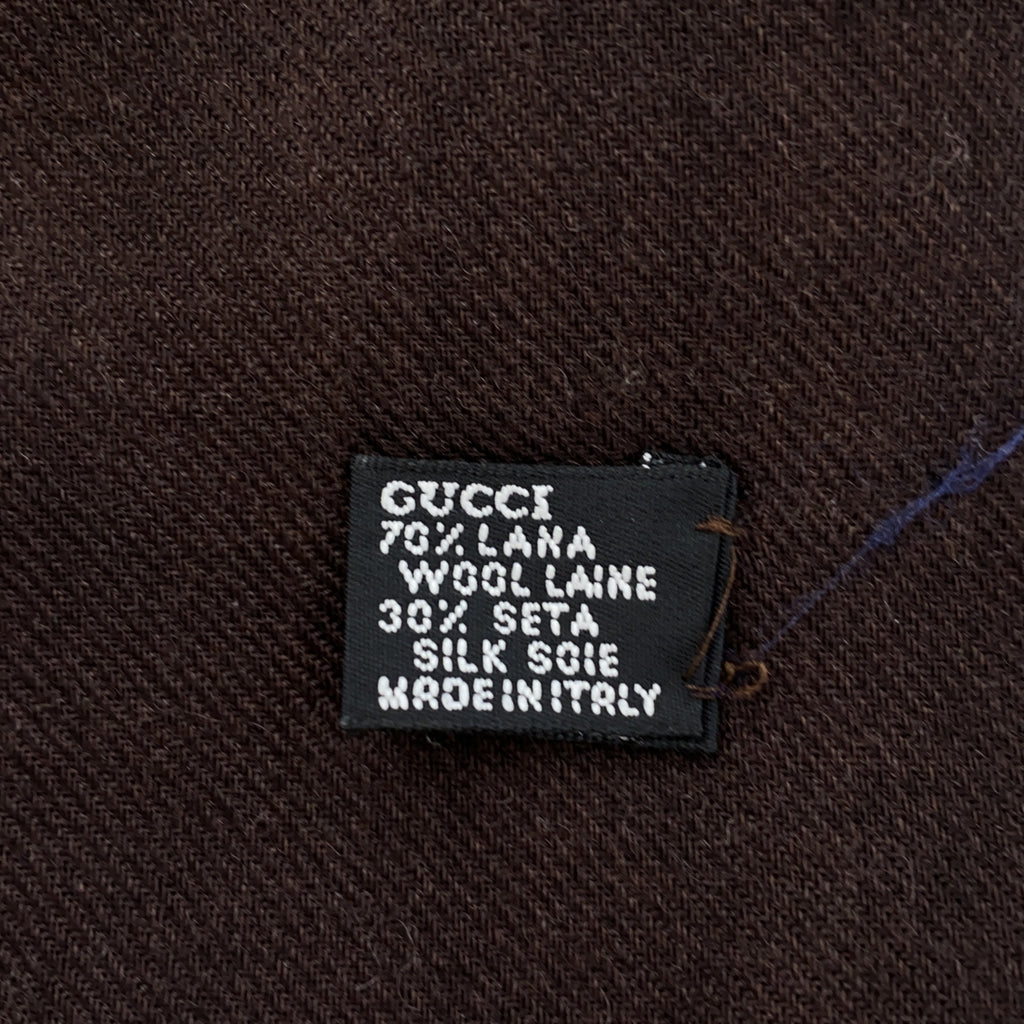 GUCCI
70% LANA
WOOL LAINE
30% SETA
SILK SOIE
MADE IN ITALY